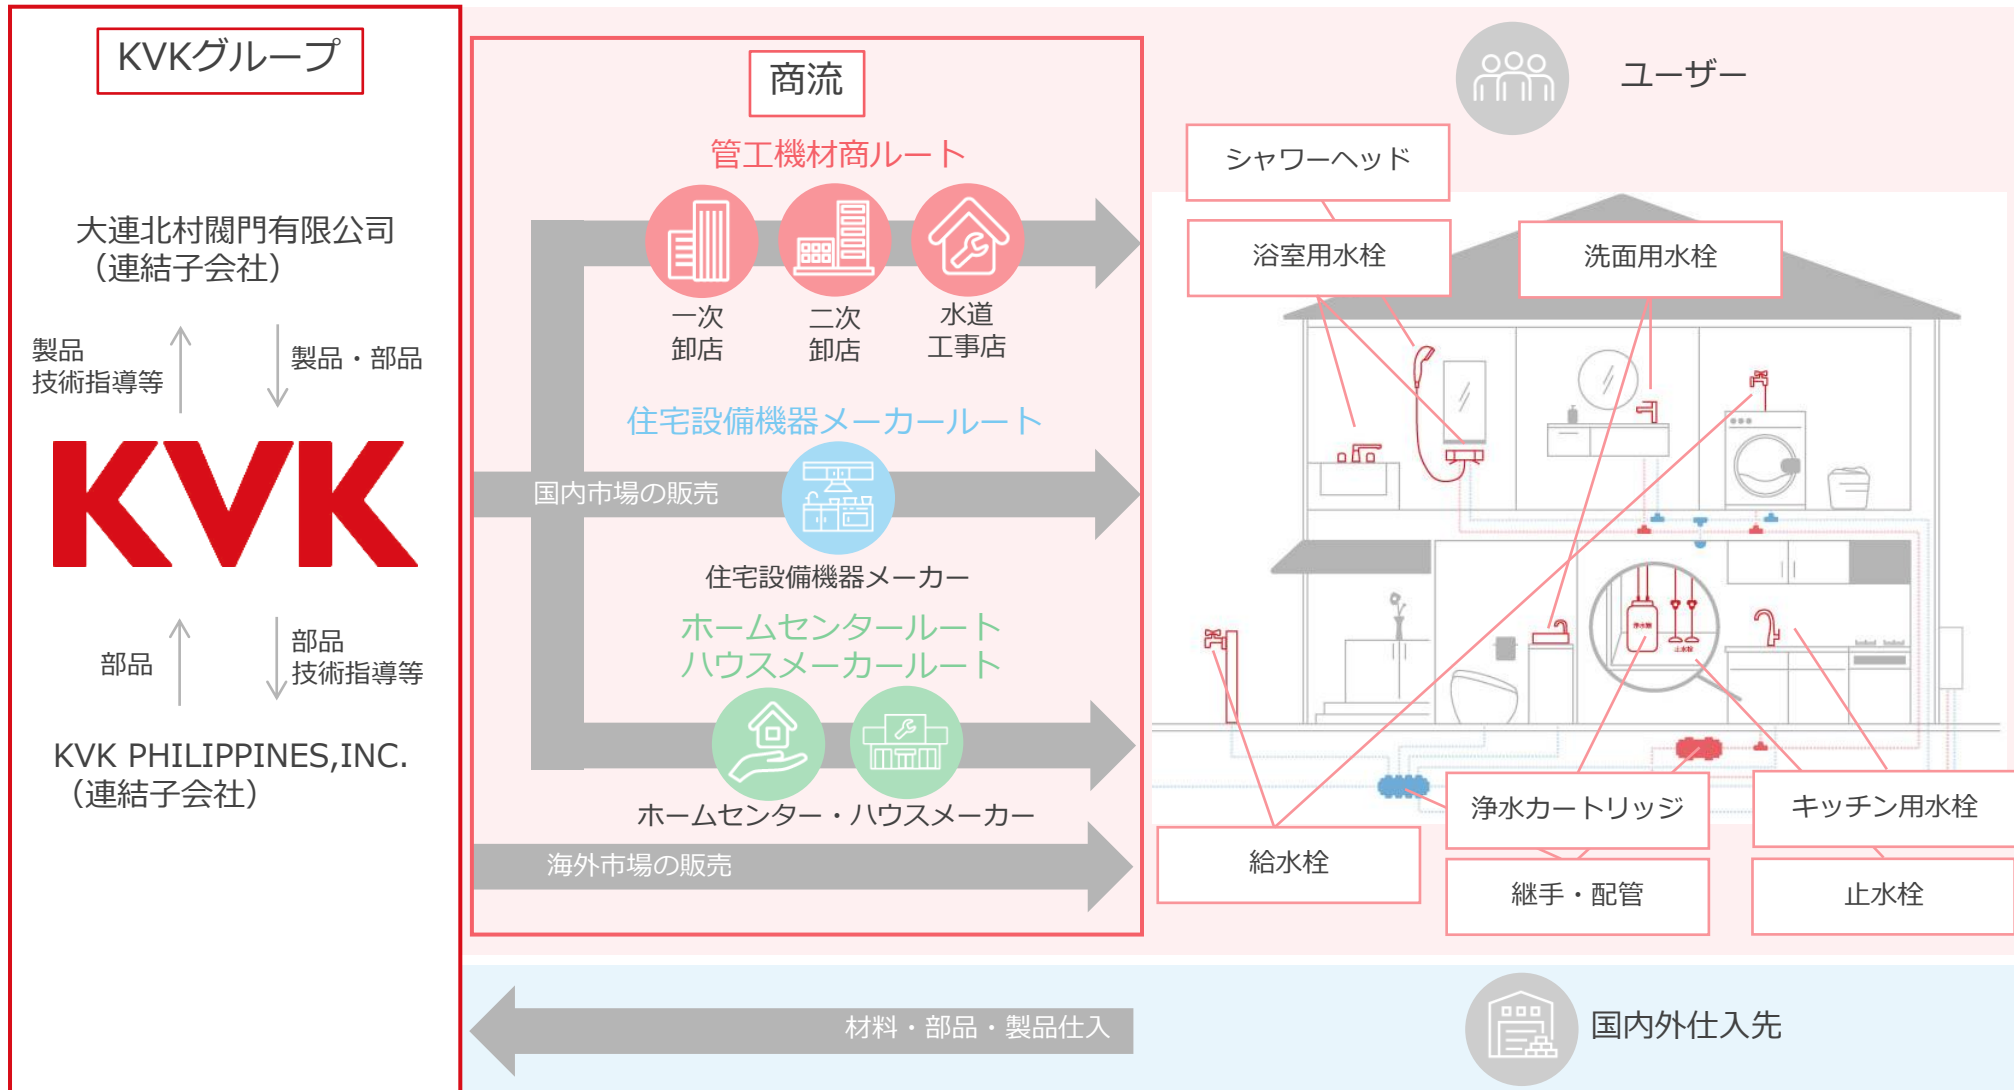 KVKグループ
大連北村閥門有限公司
（連結子会社）
製品
技術指導等
製品・部品
KVK
部品
部品
技術指導等
KVK PHILIPPINES,INC.
（連結子会社）
商流
管工機材商ルート
一次
卸店
二次
卸店
水道
工事店
住宅設備機器メーカールート
国内市場の販売
住宅設備機器メーカー
ホームセンタールート
ハウスメーカールート
ホームセンター・ハウスメーカー
海外市場の販売
ユーザー
シャワーヘッド
浴室用水栓
洗面用水栓
浄水器
止水栓
給水栓
浄水カートリッジ
キッチン用水栓
継手・配管
止水栓
材料・部品・製品仕入
国内外仕入先